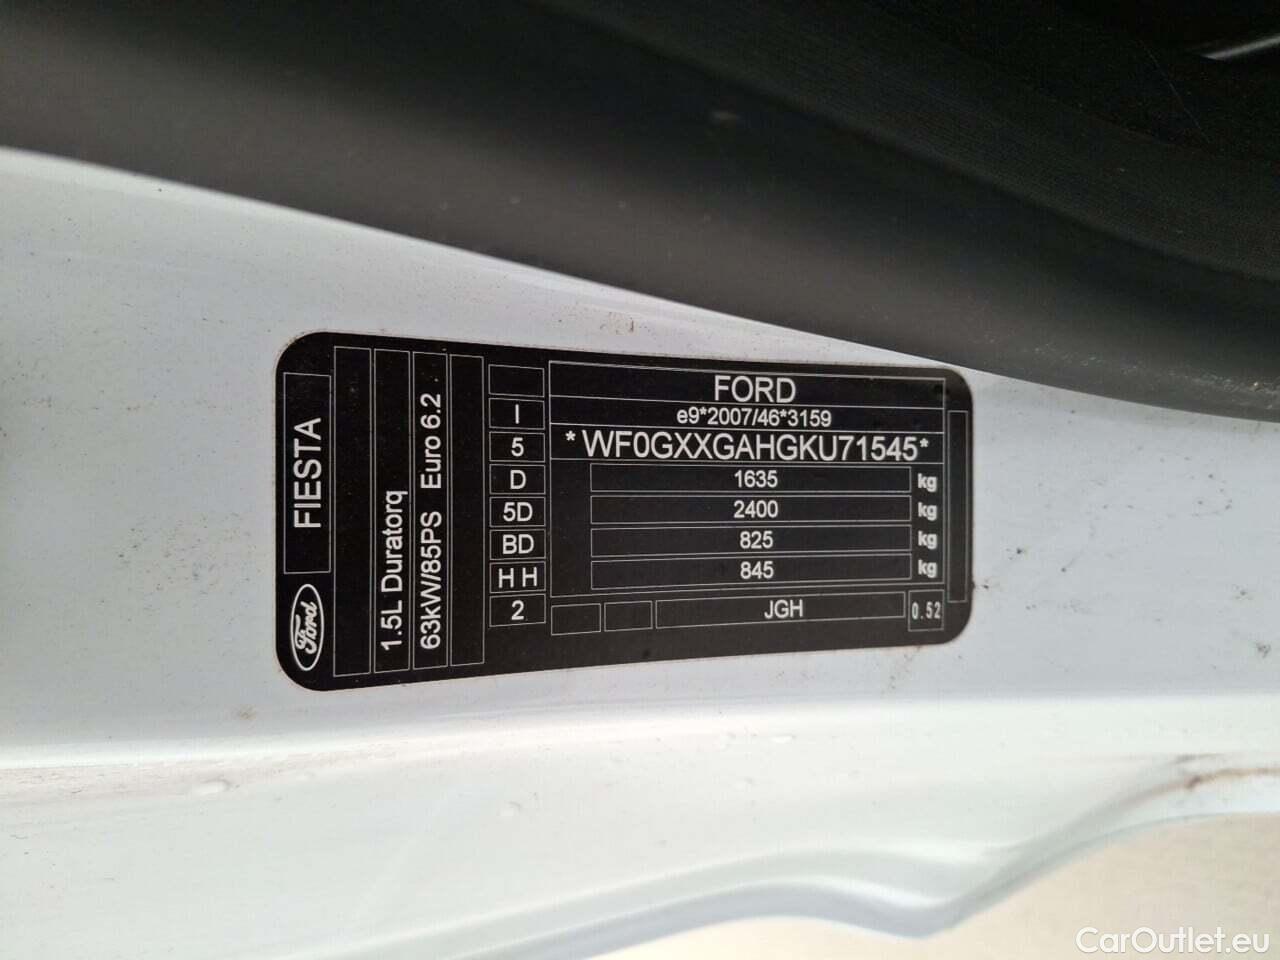 FORD
e9*2007/46*3159
*WF0GXXGAHGKU71545*
1635 kg
2400 kg
825 kg
845 kg
JGH 0.52
I
5
D
5D
BD
HH
2
1.5L Duratorq
63kW/85PS Euro 6.2
Ford FIESTA
CarOutlet.eu